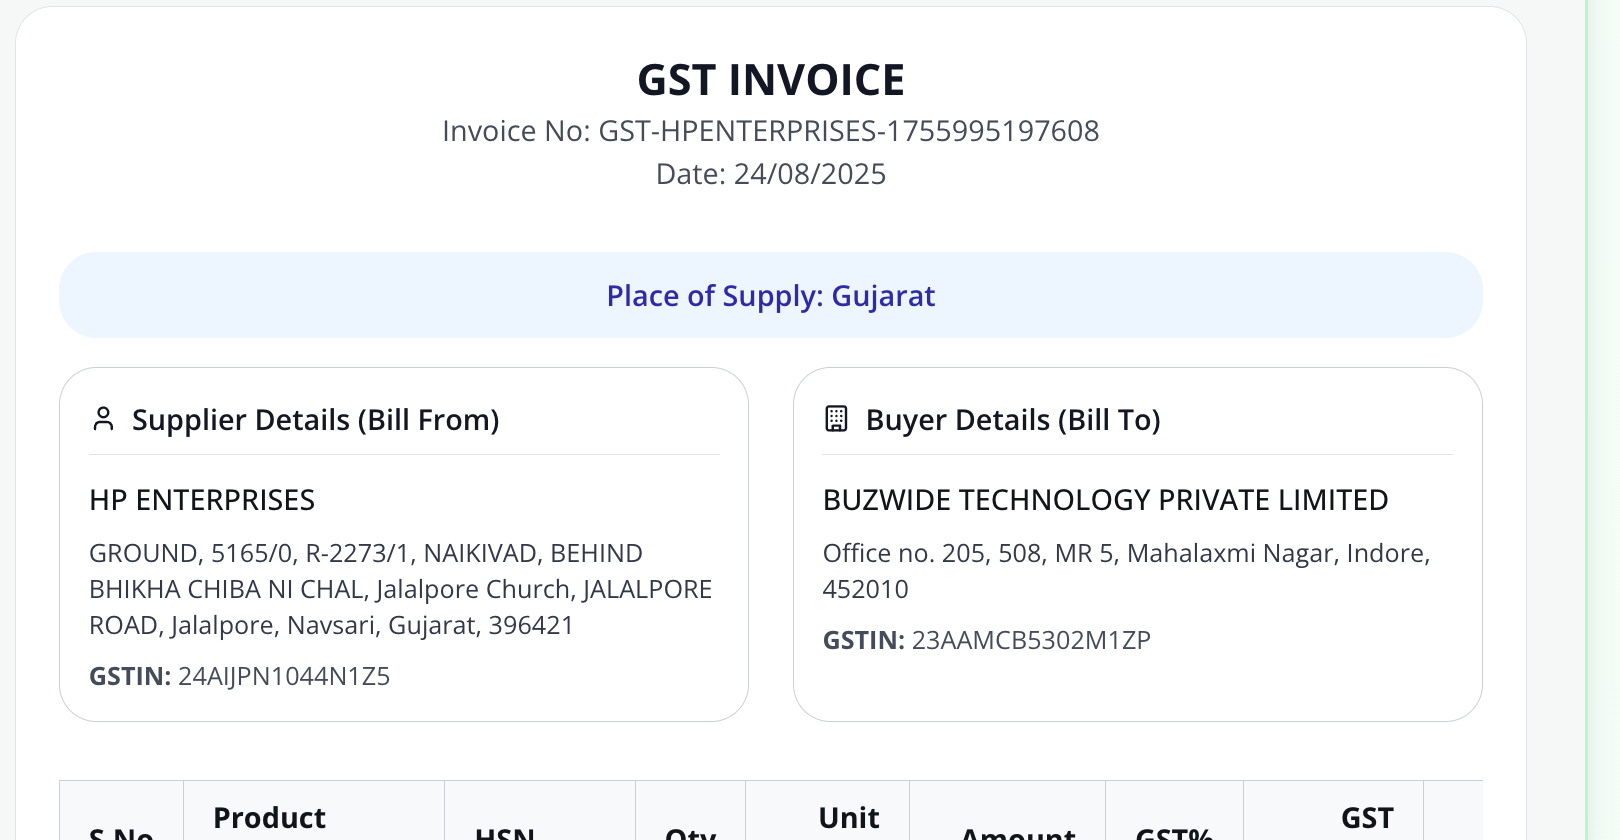 GST INVOICE
Invoice No: GST-HPENTERPRISES-1755995197608
Date: 24/08/2025
Place of Supply: Gujarat
Supplier Details (Bill From)
HP ENTERPRISES
GROUND, 5165/0, R-2273/1, NAIKIVAD, BEHIND
BHIKHA CHIBA NI CHAL, Jalalpore Church, JALALPORE
ROAD, Jalalpore, Navsari, Gujarat, 396421
GSTIN: 24AIJPN1044N1Z5
Buyer Details (Bill To)
BUZWIDE TECHNOLOGY PRIVATE LIMITED
Office no. 205, 508, MR 5, Mahalaxmi Nagar, Indore,
452010
GSTIN: 23AAMCB5302M1ZP
Product Unit GST
S.No HSN Qty Amount GST%